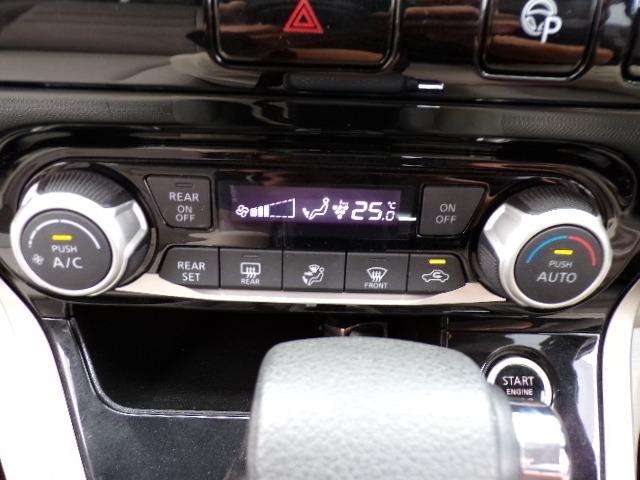 P
REAR
ON
OFF
25.0
°C
ON
OFF
PUSH
A/C
REAR
SET
REAR
FRONT
PUSH
AUTO
START
ENGINE